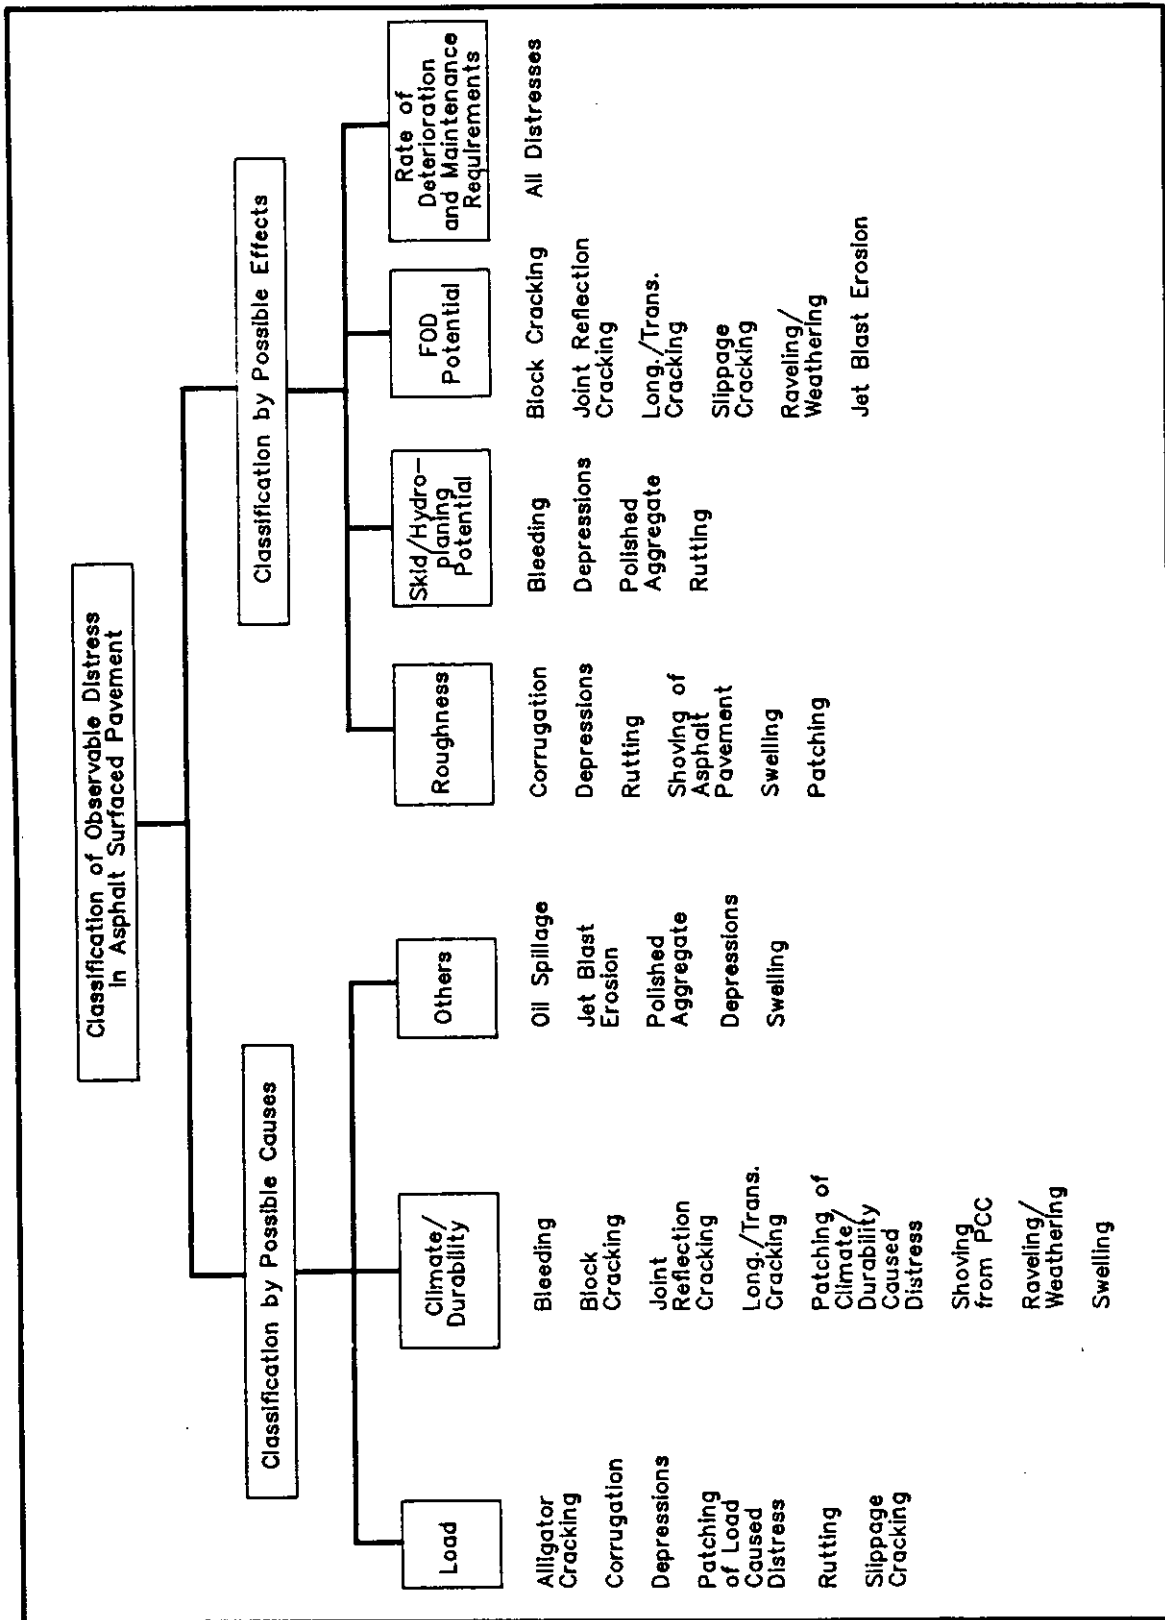 Classification of Observable Distress
in Asphalt Surfaced Pavement
Classification by Possible Causes
Classification by Possible Effects
Load
Alligator
Cracking
Corrugation
Depressions
Patching
of Load
Caused
Distress
Rutting
Slippage
Cracking
Climate/
Durability
Bleeding
Block
Cracking
Joint
Reflection
Cracking
Long./Trans.
Cracking
Patching of
Climate/
Durability
Caused
Distress
Shoving
from PCC
Raveling/
Weathering
Swelling
Others
Oil Spillage
Jet Blast
Erosion
Polished
Aggregate
Depressions
Swelling
Roughness
Corrugation
Depressions
Rutting
Shoving of
Asphalt
Pavement
Swelling
Patching
Skid/Hydro-
planing
Potential
Bleeding
Depressions
Polished
Aggregate
Rutting
FOD
Potential
Block Cracking
Joint Reflection
Cracking
Long./Trans.
Cracking
Slippage
Cracking
Raveling/
Weathering
Jet Blast Erosion
Rate of
Deterioration
and Maintenance
Requirements
All Distresses